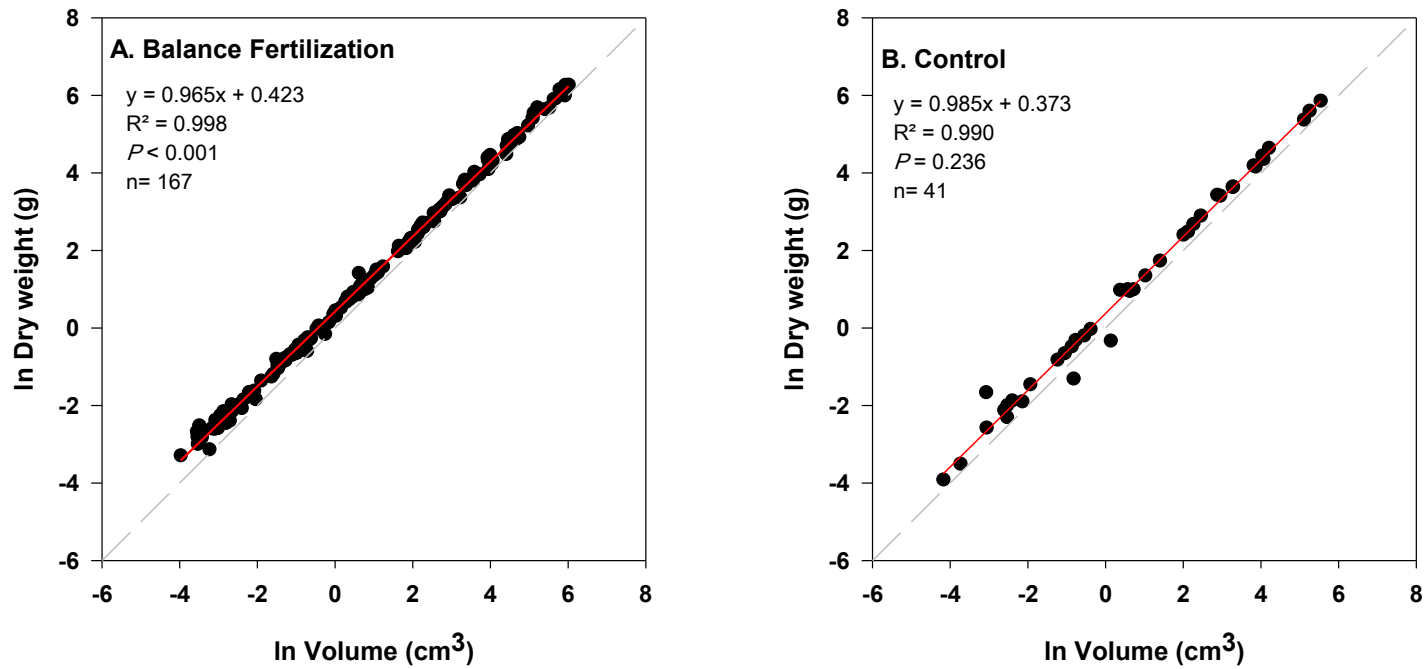 A. Balance Fertilization
y = 0.965x + 0.423
R² = 0.998
P < 0.001
n= 167
8
6
4
2
0
-2
-4
-6
-6 -4 -2 0 2 4 6 8
ln Dry weight (g)
ln Volume (cm³)
B. Control
y = 0.985x + 0.373
R² = 0.990
P = 0.236
n= 41
8
6
4
2
0
-2
-4
-6
-6 -4 -2 0 2 4 6 8
ln Dry weight (g)
ln Volume (cm³)